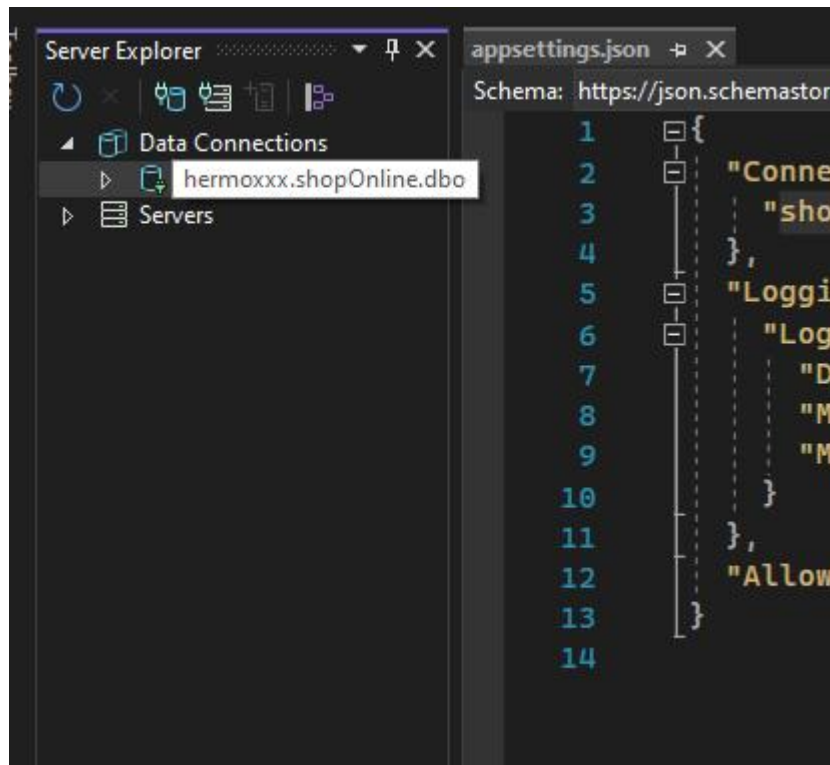 Server Explorer
Data Connections
hermoxxx.shopOnline.dbo
Servers
appsettings.json
Schema: https://json.schemastor
1 {
2 "Conne
3 "sho
4 },
5 "Loggi
6 "Log
7 "D
8 "M
9 "M
10 }
11 },
12 "Allow
13 }
14